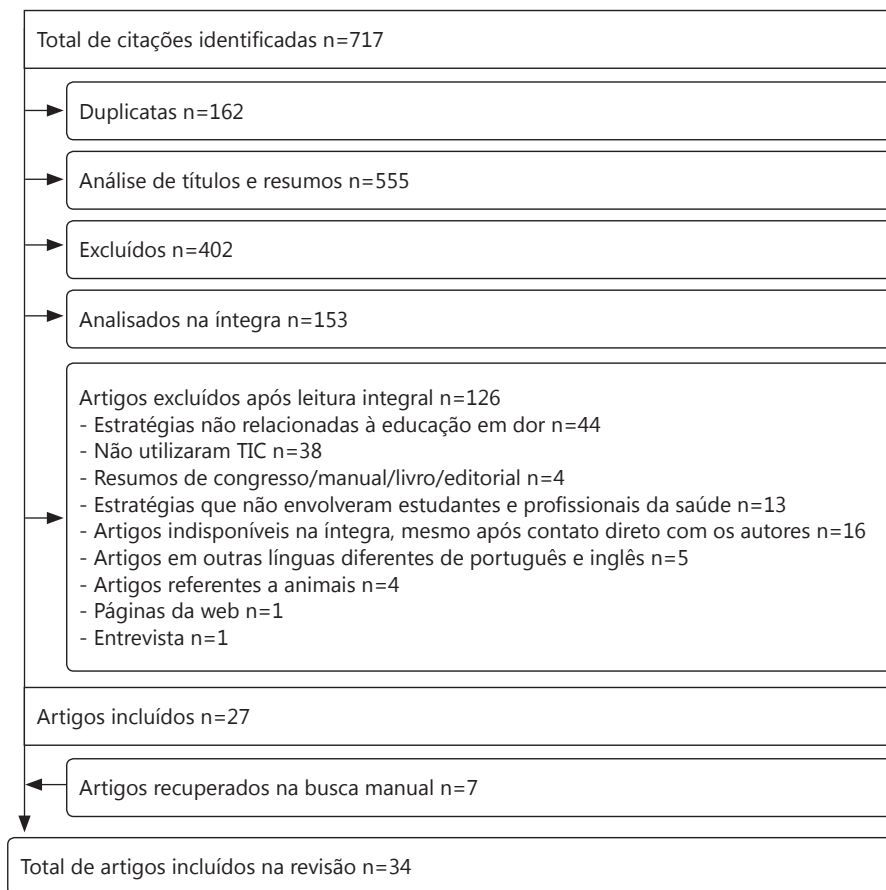 Total de citações identificadas n=717
Duplicatas n=162
Análise de títulos e resumos n=555
Excluídos n=402
Analisados na íntegra n=153
Artigos excluídos após leitura integral n=126
- Estratégias não relacionadas à educação em dor n=44
- Não utilizaram TIC n=38
- Resumos de congresso/manual/livro/editorial n=4
- Estratégias que não envolveram estudantes e profissionais da saúde n=13
- Artigos indisponíveis na íntegra, mesmo após contato direto com os autores n=16
- Artigos em outras línguas diferentes de português e inglês n=5
- Artigos referentes a animais n=4
- Páginas da web n=1
- Entrevista n=1
Artigos incluídos n=27
Artigos recuperados na busca manual n=7
Total de artigos incluídos na revisão n=34